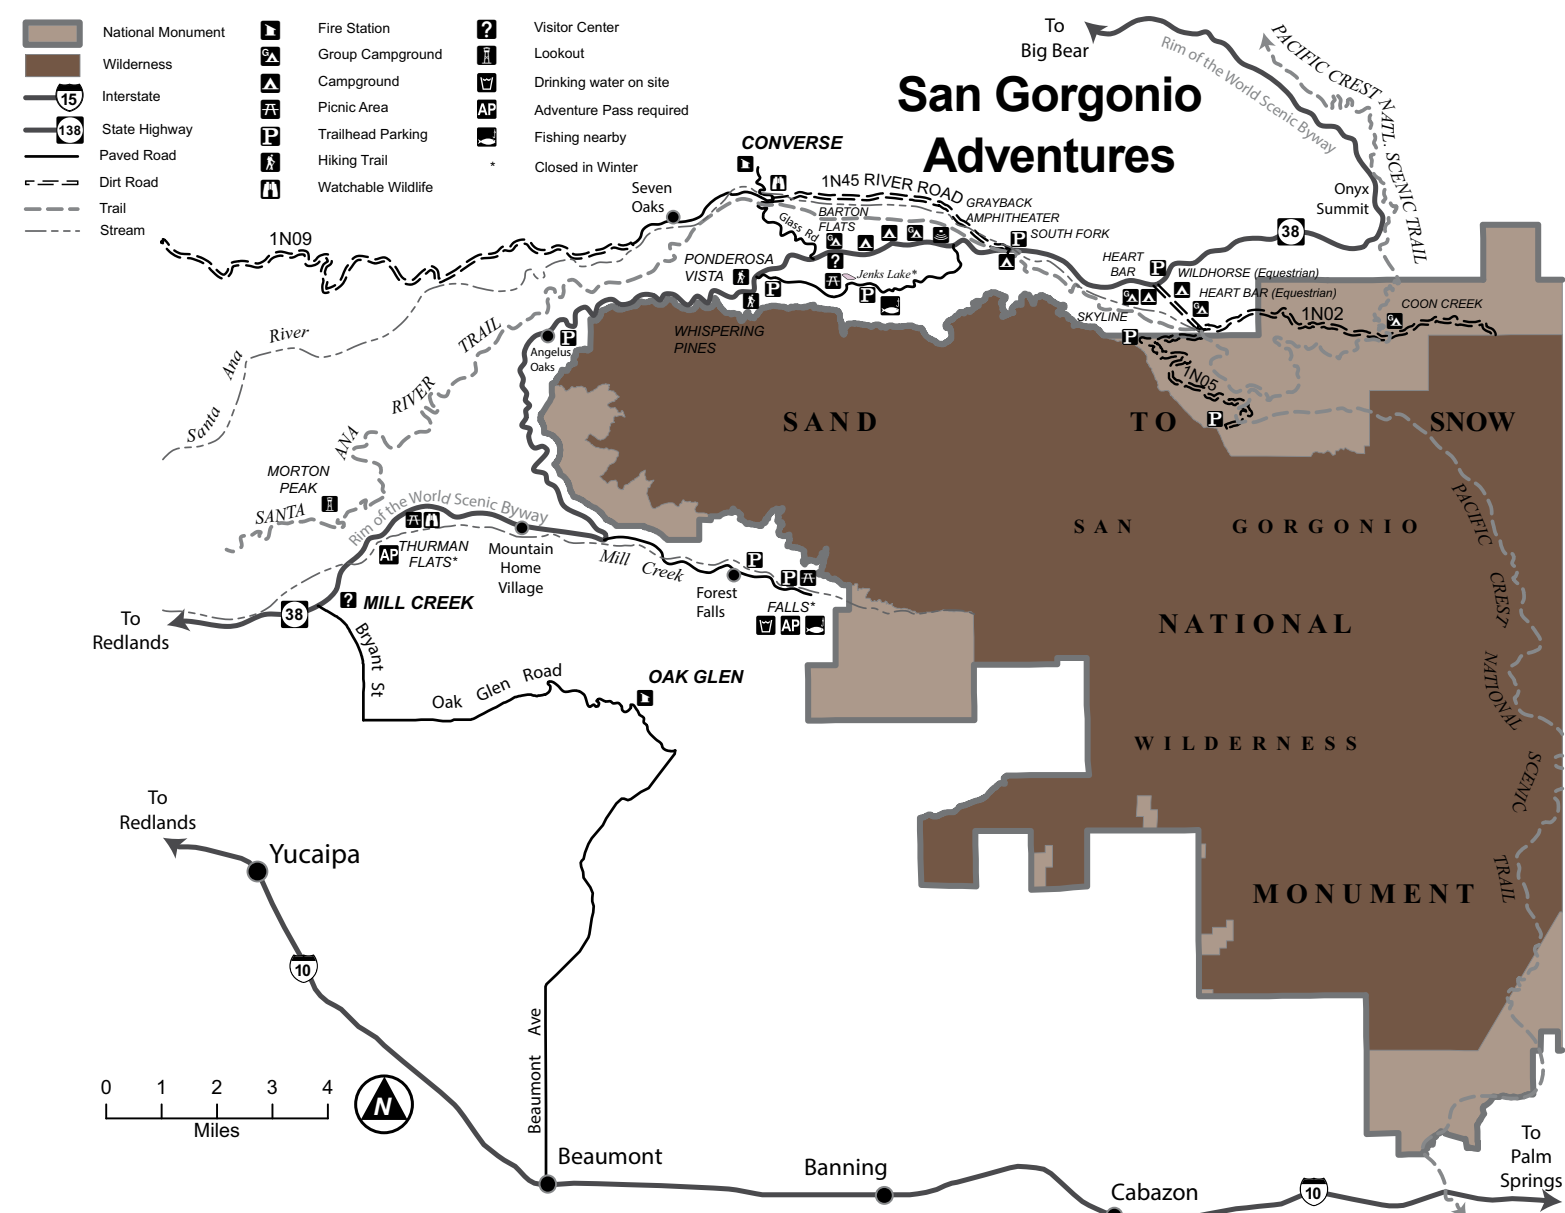 National Monument
Wilderness
15
Interstate
138
State Highway
Paved Road
Dirt Road
Trail
Stream
Fire Station
G
Group Campground
Campground
Picnic Area
P
Trailhead Parking
Hiking Trail
Watchable Wildlife
?
Visitor Center
Lookout
Drinking water on site
AP
Adventure Pass required
Fishing nearby
*
Closed in Winter
San Gorgonio
Adventures
To
Big Bear
Rim of the World Scenic Byway
PACIFIC CREST NATL. SCENIC TRAIL
Onyx
Summit
38
CONVERSE
Seven
Oaks
1N45 RIVER ROAD
Glass Rd
BARTON
FLATS
G
G
?
GRAYBACK
AMPHITHEATER
P
SOUTH FORK
Jenks Lake*
P
PONDEROSA
VISTA
P
WHISPERING
PINES
HEART
BAR
P
G
WILDHORSE (Equestrian)
HEART BAR (Equestrian)
G
SKYLINE
P
1N02
COON CREEK
G
1N05
P
1N09
Santa Ana River
SANTA ANA RIVER TRAIL
Angelus
Oaks
P
MORTON
PEAK
Rim of the World Scenic Byway
AP
THURMAN
FLATS*
Mountain
Home
Village
Mill Creek
Forest
Falls
P
P
FALLS*
AP
?
MILL CREEK
38
To
Redlands
Bryant St
Oak Glen Road
OAK GLEN
SAND TO SNOW
SAN GORGONIO
NATIONAL
WILDERNESS
MONUMENT
PACIFIC CREST NATIONAL SCENIC TRAIL
To
Redlands
Yucaipa
10
Beaumont Ave
0 1 2 3 4
Miles
N
Beaumont
Banning
Cabazon
10
To
Palm
Springs